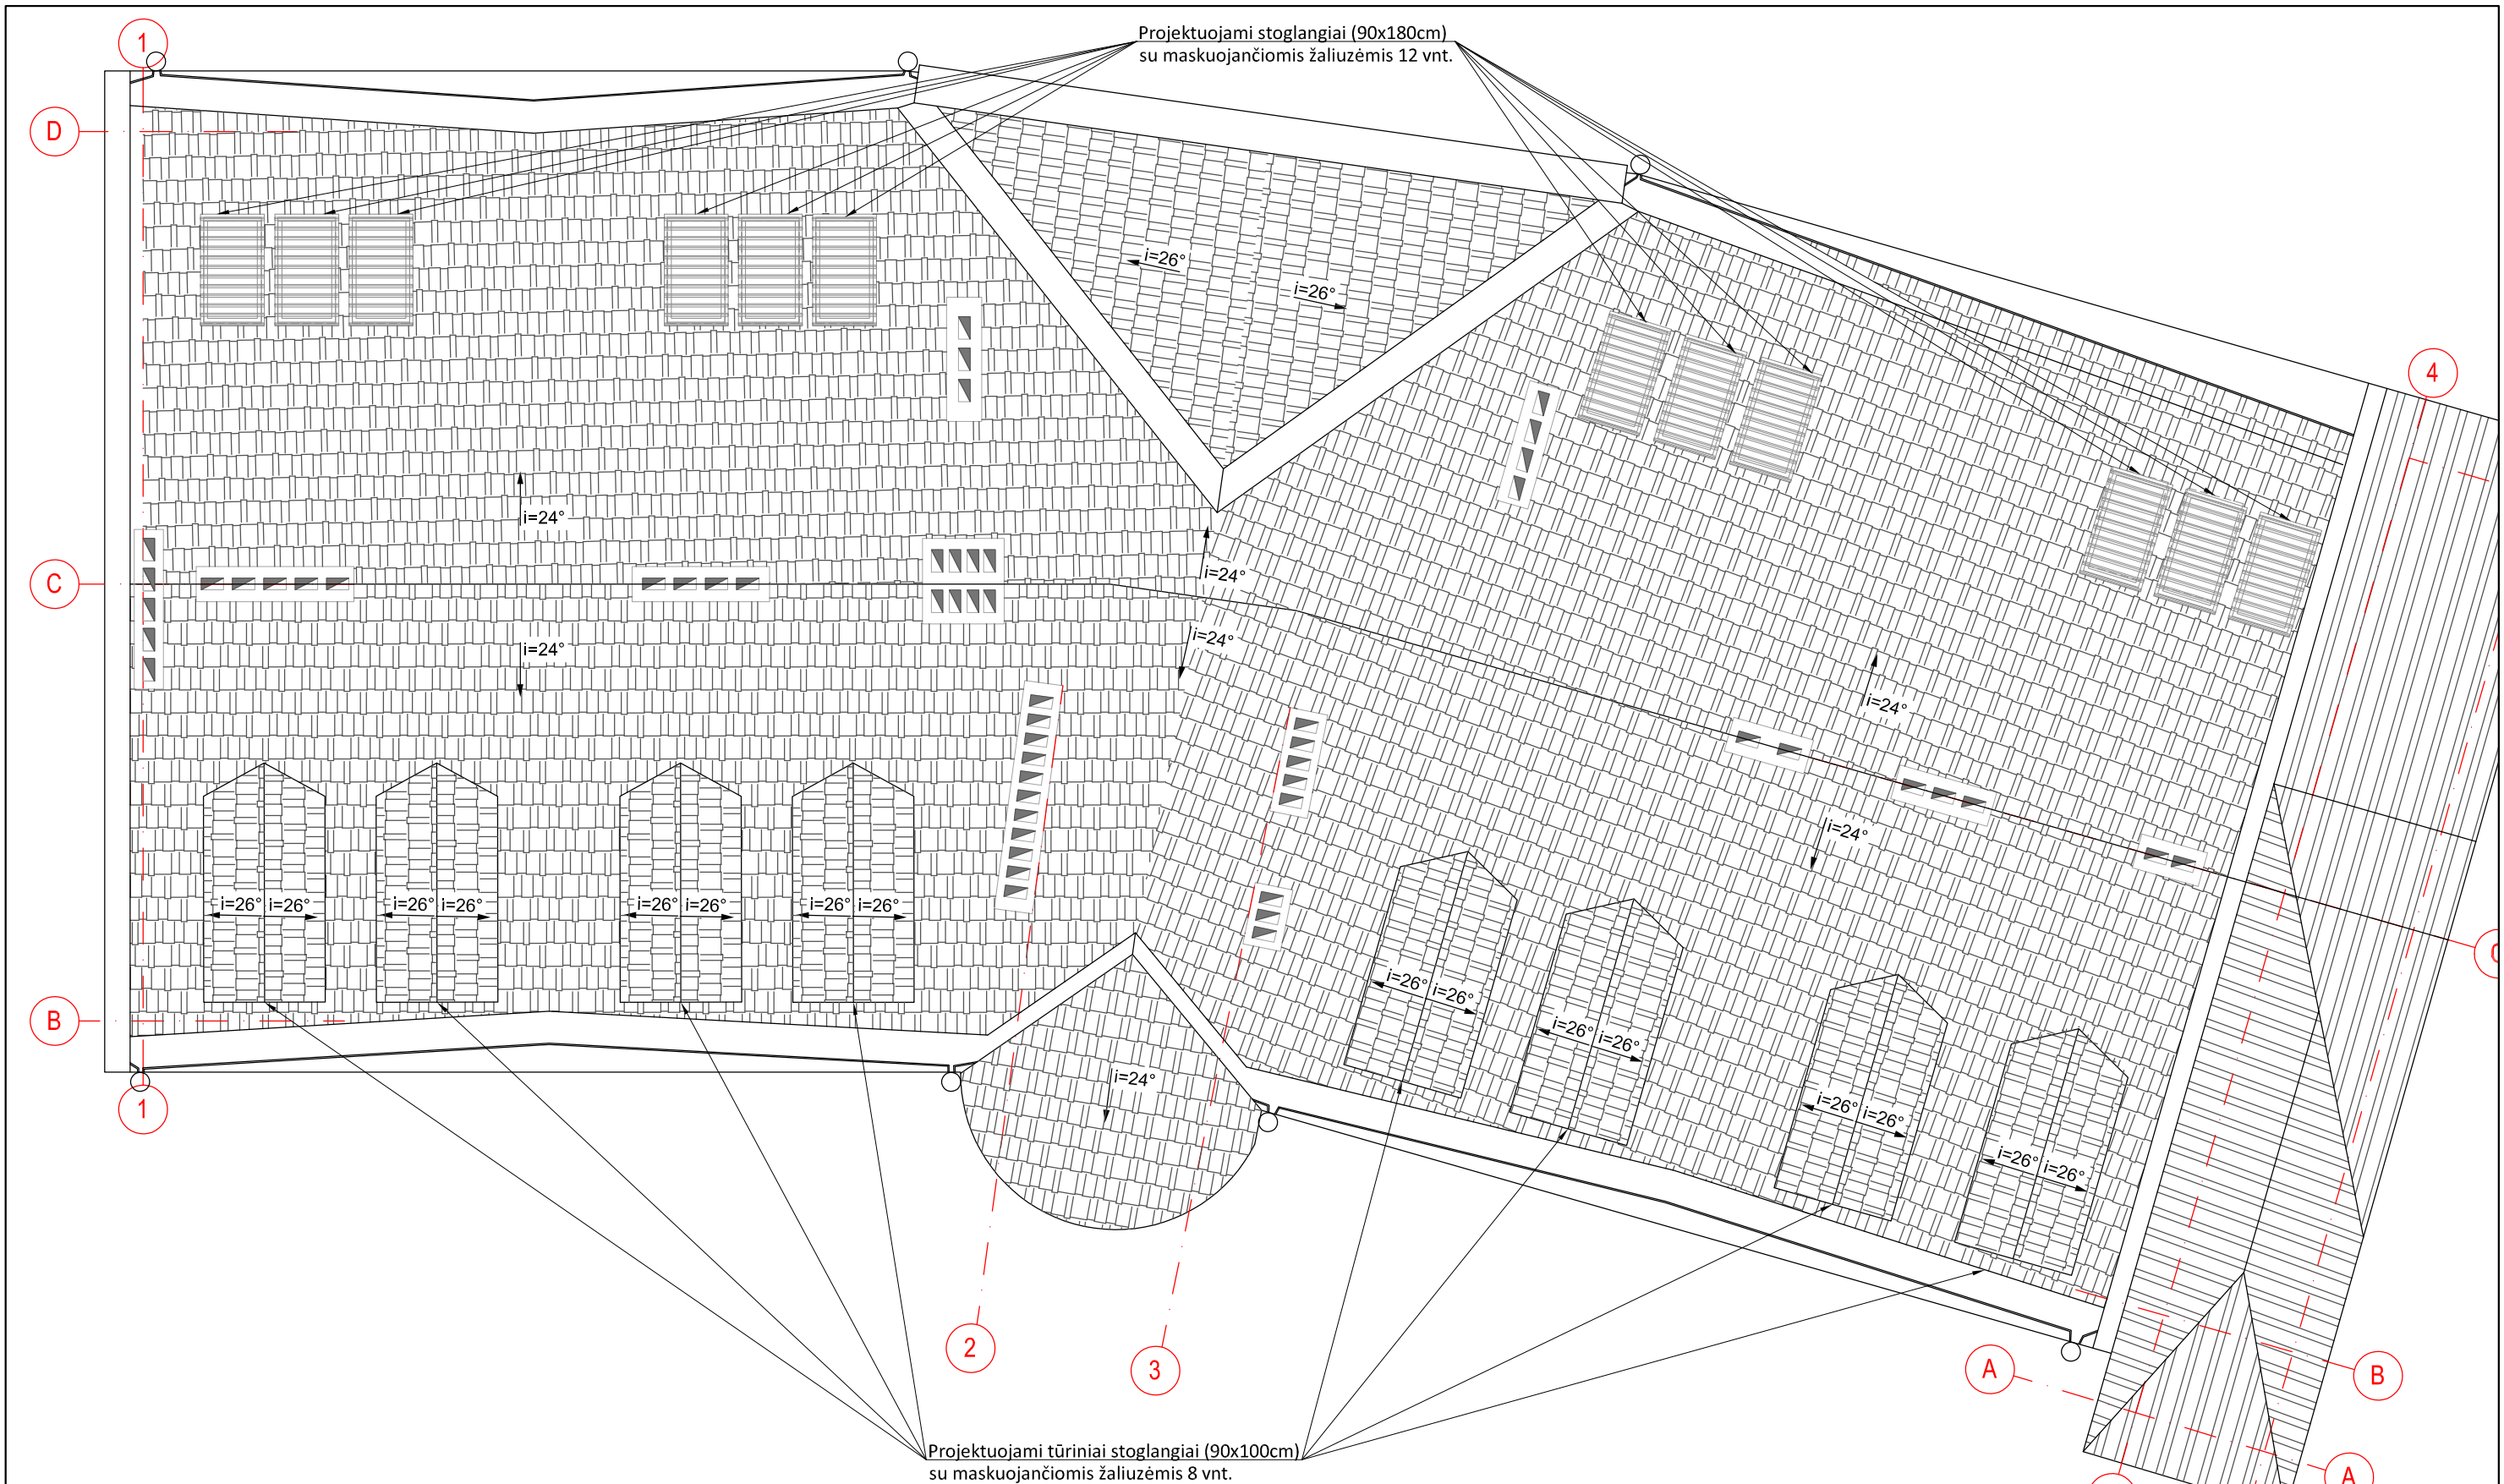 1
Projektuojami stoglangiai (90x180cm)
su maskuojančiomis žaliuzėmis 12 vnt.
D
i=26°
i=26°
4
i=24°
C
i=24°
i=24°
i=24°
i=24°
i=24°
i=26° i=26°
i=26° i=26°
i=26° i=26°
i=26° i=26°
C
i=26° i=26°
i=26° i=26°
B
i=24°
1
i=26° i=26°
i=26° i=26°
2
3
A
B
Projektuojami tūriniai stoglangiai (90x100cm)
su maskuojančiomis žaliuzėmis 8 vnt.
A